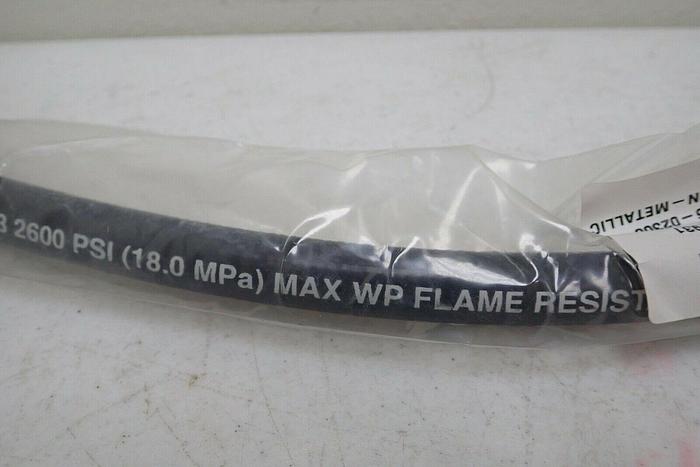 3 2600 PSI (18.0 MPa) MAX WP FLAME RESIST
N-METALLIC